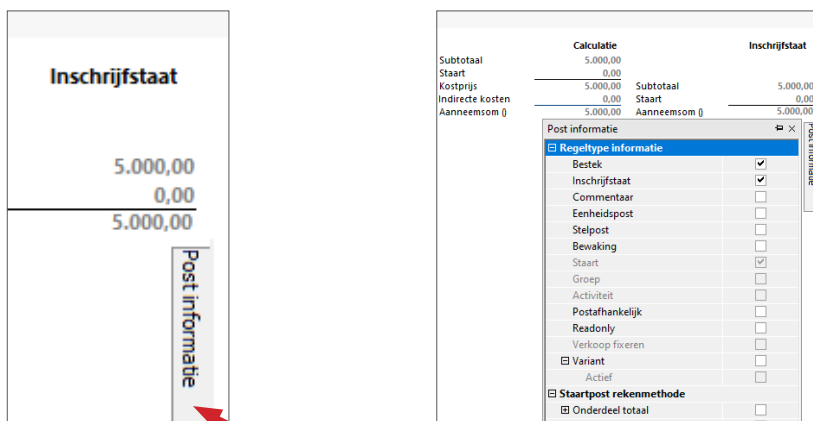 Inschrijfstaat
5.000,00
0,00
5.000,00
Post informatie
Calculatie Inschrijfstaat
Subtotaal 5.000,00
Staart 0,00
Kostprijs 5.000,00 Subtotaal 5.000,00
Indirecte kosten 0,00 Staart 0,00
Aanneemsom () 5.000,00 Aanneemsom () 5.000,00
Post informatie
Post informatie
Regeltype informatie
Bestek
Inschrijfstaat
Commentaar
Eenheidspost
Stelpost
Bewaking
Staart
Groep
Activiteit
Postafhankelijk
Readonly
Verkoop fixeren
Variant
Actief
Staartpost rekenmethode
Onderdeel totaal